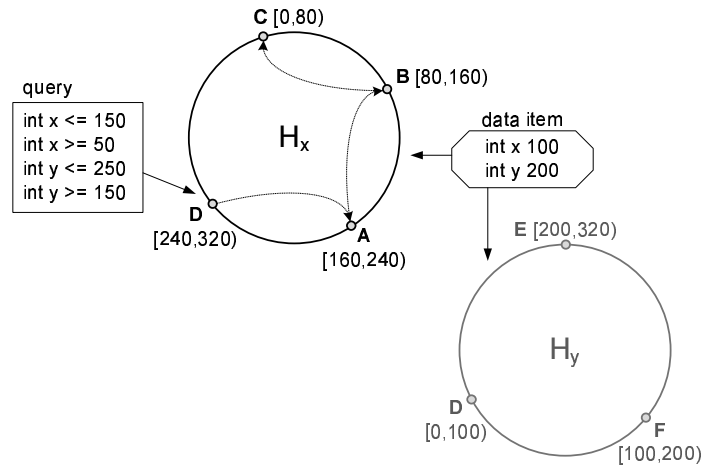 C [0,80)
query
int x <= 150
int x >= 50
int y <= 250
int y >= 150
B [80,160)
Hx
data item
int x 100
int y 200
D
[240,320)
A
[160,240)
E [200,320)
Hy
D
[0,100)
F
[100,200)